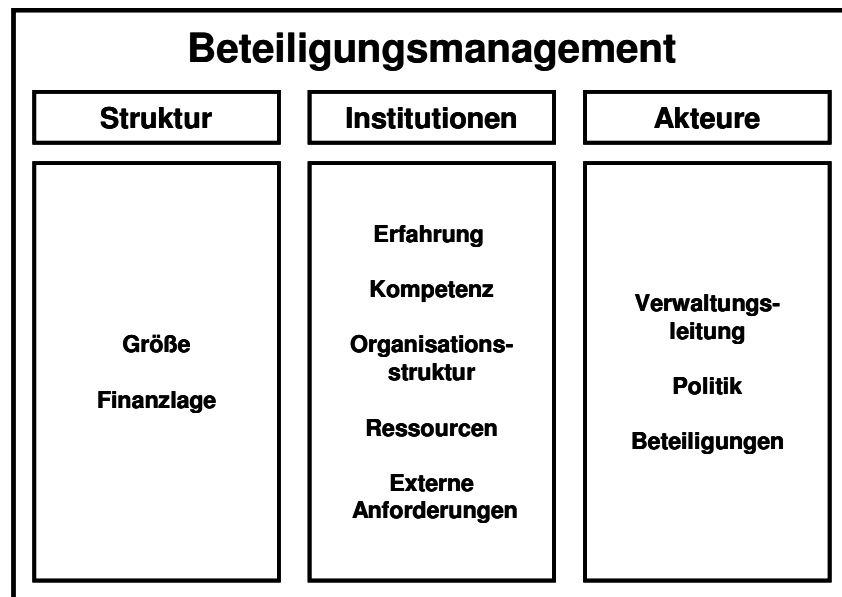 Beteiligungsmanagement
Struktur
Institutionen
Akteure
Größe
Finanzlage
Erfahrung
Kompetenz
Organisations-
struktur
Ressourcen
Externe
Anforderungen
Verwaltungs-
leitung
Politik
Beteiligungen